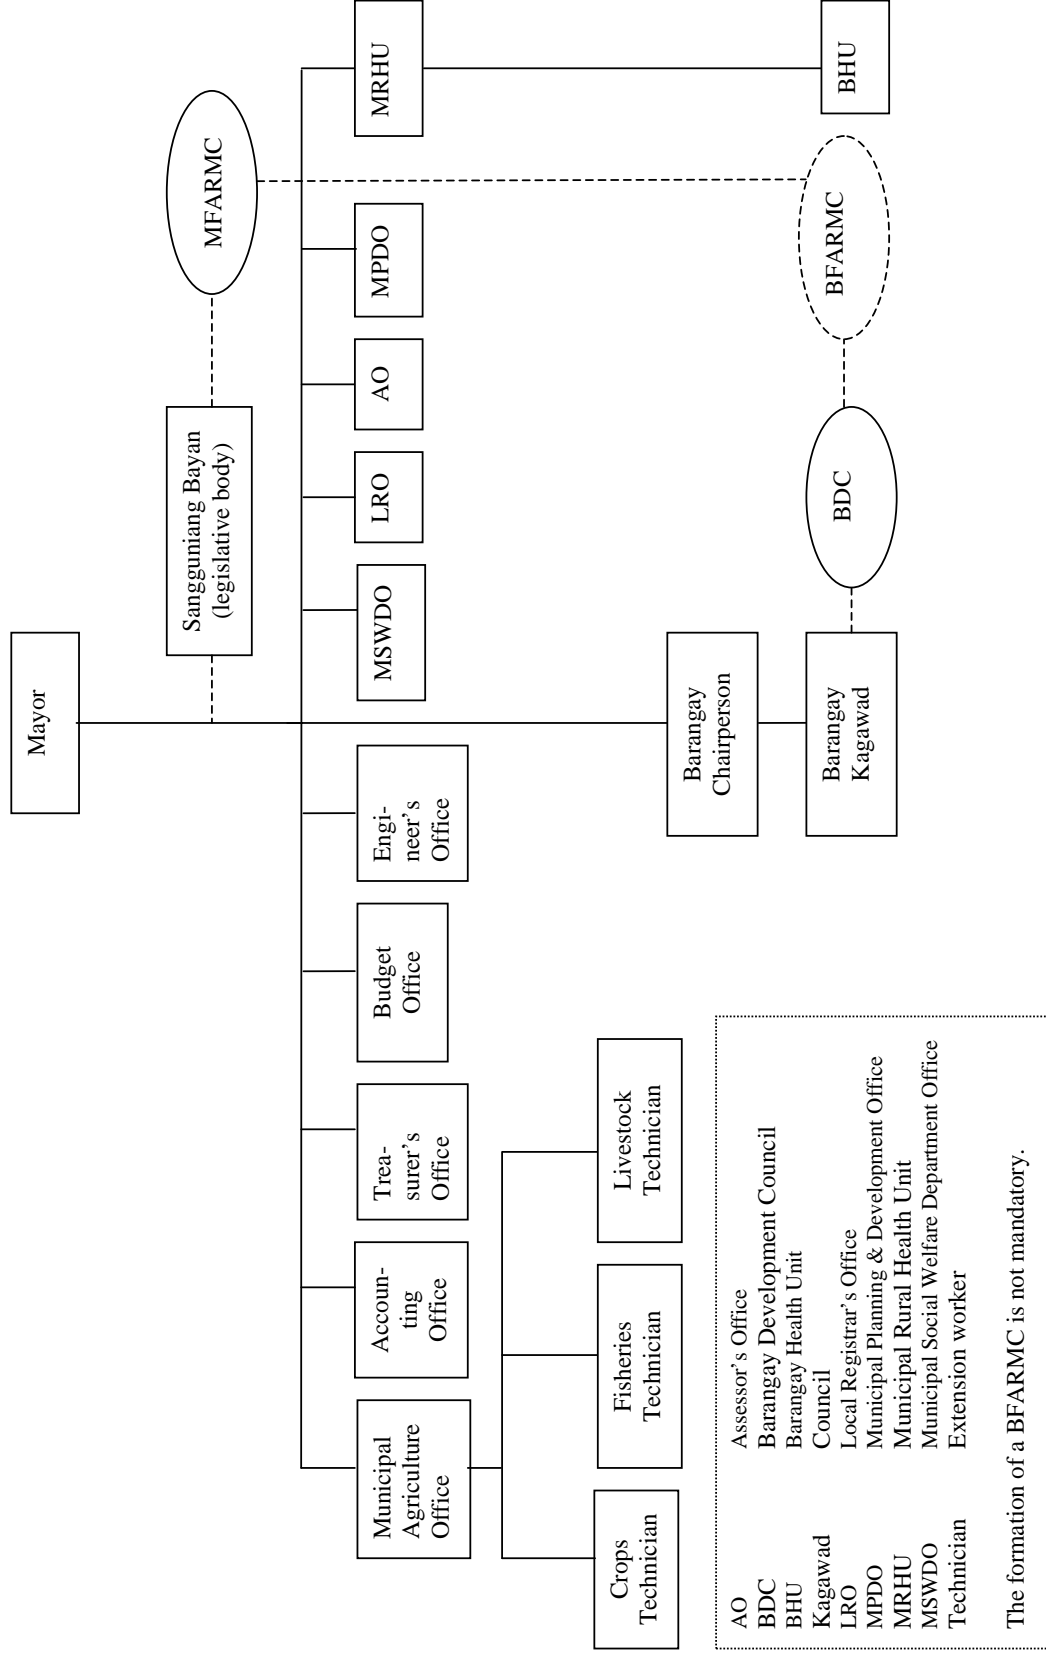 Mayor
Sangguniang Bayan
(legislative body)
MFARMC
Municipal
Agriculture
Office
Accoun-
ting
Office
Trea-
surer's
Office
Budget
Office
Engi-
neer's
Office
MSWDO
LRO
AO
MPDO
MRHU
Crops
Technician
Fisheries
Technician
Livestock
Technician
Barangay
Chairperson
Barangay
Kagawad
BDC
BFARMC
BHU
AO Assessor's Office
BDC Barangay Development Council
BHU Barangay Health Unit
Kagawad Council
LRO Local Registrar's Office
MPDO Municipal Planning & Development Office
MRHU Municipal Rural Health Unit
MSWDO Municipal Social Welfare Department Office
Technician Extension worker
The formation of a BFARMC is not mandatory.